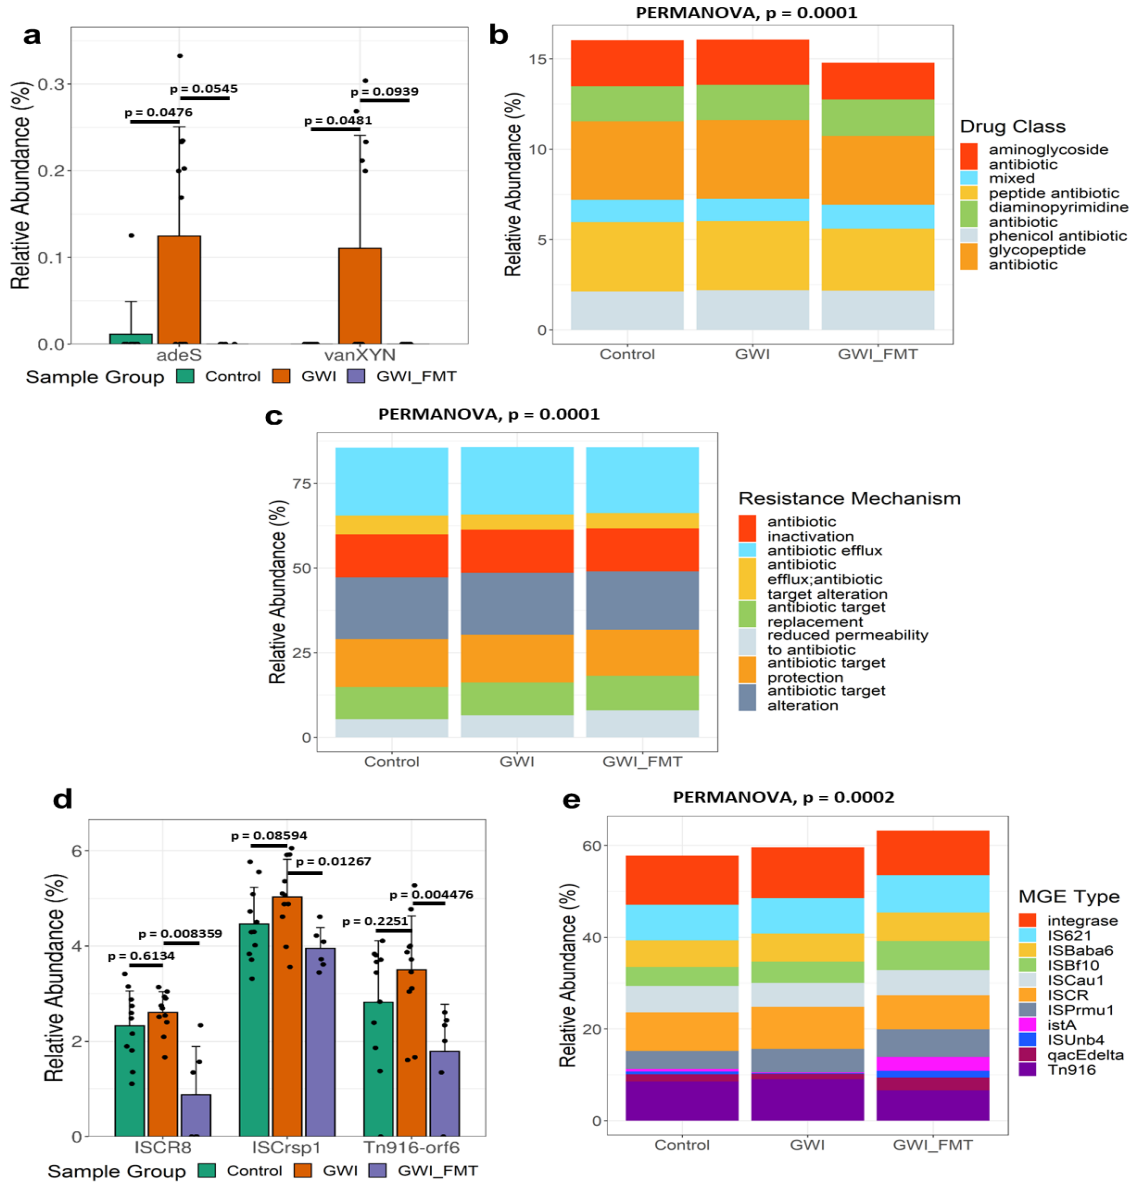 a
Relative Abundance (%)
0.3
0.2
0.1
0.0
p = 0.0545
p = 0.0476
p = 0.0939
p = 0.0481
adeS
vanXYN
Sample Group
Control
GWI
GWI_FMT
b
PERMANOVA, p = 0.0001
Relative Abundance (%)
15
10
5
0
Control
GWI
GWI_FMT
Drug Class
aminoglycoside
antibiotic
mixed
peptide antibiotic
diaminopyrimidine
antibiotic
phenicol antibiotic
glycopeptide
antibiotic
c
PERMANOVA, p = 0.0001
Relative Abundance (%)
75
50
25
0
Control
GWI
GWI_FMT
Resistance Mechanism
antibiotic
inactivation
antibiotic efflux
antibiotic
efflux;antibiotic
target alteration
antibiotic target
replacement
reduced permeability
to antibiotic
antibiotic target
protection
antibiotic target
alteration
d
Relative Abundance (%)
6
4
2
0
p = 0.08594
p = 0.01267
p = 0.004476
p = 0.2251
p = 0.008359
p = 0.6134
ISCR8
ISCrsp1
Tn916-orf6
Sample Group
Control
GWI
GWI_FMT
e
PERMANOVA, p = 0.0002
Relative Abundance (%)
60
40
20
0
Control
GWI
GWI_FMT
MGE Type
integrase
IS621
ISBaba6
ISBf10
ISCau1
ISCR
ISPrmu1
istA
ISUnb4
qacEdelta
Tn916